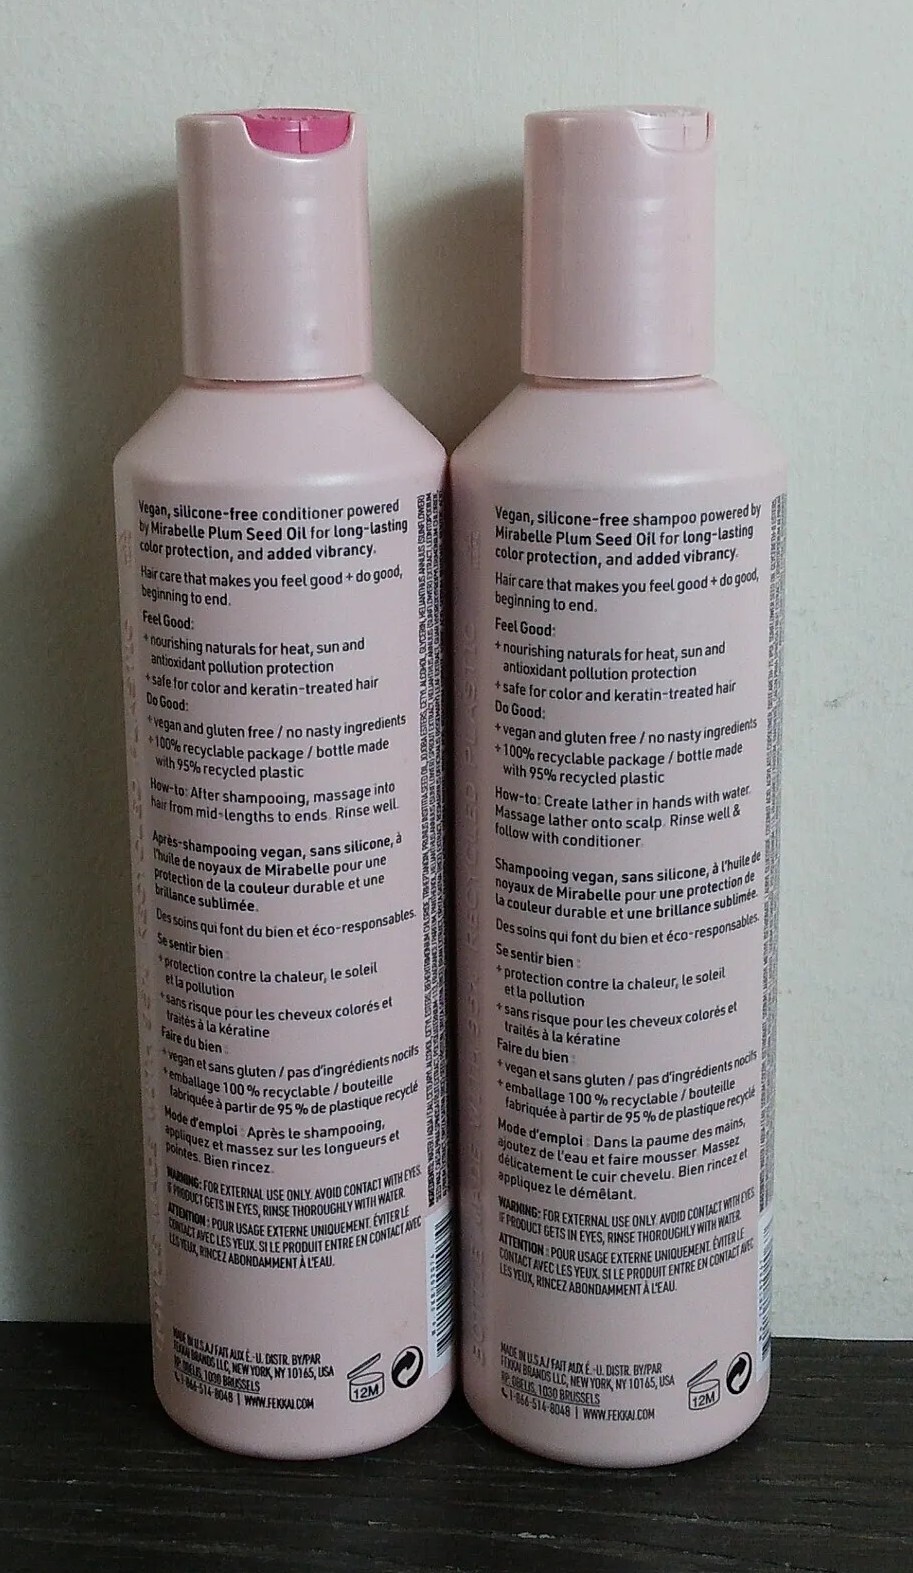 Vegan, silicone-free conditioner powered
by Mirabelle Plum Seed Oil for long-lasting
color protection, and added vibrancy.
Hair care that makes you feel good + do good,
beginning to end.
Feel Good:
+ nourishing naturals for heat, sun and
antioxidant pollution protection
+ safe for color and keratin-treated hair
Do Good:
+ vegan and gluten free / no nasty ingredients
+ 100% recyclable package / bottle made
with 95% recycled plastic
How-to: After shampooing, massage into
hair from mid-lengths to ends. Rinse well.
Après-shampooing vegan, sans silicone, à
l'huile de noyaux de Mirabelle pour une
protection de la couleur durable et une
brillance sublimée.
Des soins qui font du bien et éco-responsables.
Se sentir bien :
+ protection contre la chaleur, le soleil
et la pollution
+ sans risque pour les cheveux colorés et
traités à la kératine
Faire du bien :
+ vegan et sans gluten / pas d'ingrédients nocifs
+ emballage 100 % recyclable / bouteille
fabriquée à partir de 95 % de plastique recyclé
Mode d'emploi : Après le shampooing,
appliquez et massez sur les longueurs et
pointes. Bien rincez.
WARNING: FOR EXTERNAL USE ONLY. AVOID CONTACT WITH EYES.
IF PRODUCT GETS IN EYES, RINSE THOROUGHLY WITH WATER.
ATTENTION : POUR USAGE EXTERNE UNIQUEMENT. ÉVITER LE
CONTACT AVEC LES YEUX. SI LE PRODUIT ENTRE EN CONTACT AVEC
LES YEUX, RINCEZ ABONDAMMENT À L'EAU.
MADE IN U.S.A./ FAIT AUX É.-U. DISTR. BY/PAR
FEKKAI BRANDS LLC, NEW YORK, NY 10165, USA
RP: OBELIS, 1030 BRUSSELS
1-866-514-8048 | WWW.FEKKAI.COM
12M
Vegan, silicone-free shampoo powered by
Mirabelle Plum Seed Oil for long-lasting
color protection, and added vibrancy.
Hair care that makes you feel good + do good,
beginning to end.
Feel Good:
+ nourishing naturals for heat, sun and
antioxidant pollution protection
+ safe for color and keratin-treated hair
Do Good:
+ vegan and gluten free / no nasty ingredients
+ 100% recyclable package / bottle made
with 95% recycled plastic
How-to: Create lather in hands with water.
Massage lather onto scalp. Rinse well &
follow with conditioner.
Shampooing vegan, sans silicone, à l'huile de
noyaux de Mirabelle pour une protection de
la couleur durable et une brillance sublimée.
Des soins qui font du bien et éco-responsables.
Se sentir bien :
+ protection contre la chaleur, le soleil
et la pollution
+ sans risque pour les cheveux colorés et
traités à la kératine
Faire du bien :
+ vegan et sans gluten / pas d'ingrédients nocifs
+ emballage 100 % recyclable / bouteille
fabriquée à partir de 95 % de plastique recyclé
Mode d'emploi : Dans la paume des mains,
ajoutez de l'eau et faire mousser. Massez
délicatement le cuir chevelu. Bien rincez et
appliquez le démêlant.
WARNING: FOR EXTERNAL USE ONLY. AVOID CONTACT WITH EYES.
IF PRODUCT GETS IN EYES, RINSE THOROUGHLY WITH WATER.
ATTENTION : POUR USAGE EXTERNE UNIQUEMENT. ÉVITER LE
CONTACT AVEC LES YEUX. SI LE PRODUIT ENTRE EN CONTACT AVEC
LES YEUX, RINCEZ ABONDAMMENT À L'EAU.
MADE IN U.S.A./ FAIT AUX É.-U. DISTR. BY/PAR
FEKKAI BRANDS LLC, NEW YORK, NY 10165, USA
RP: OBELIS, 1030 BRUSSELS
1-866-514-8048 | WWW.FEKKAI.COM
12M